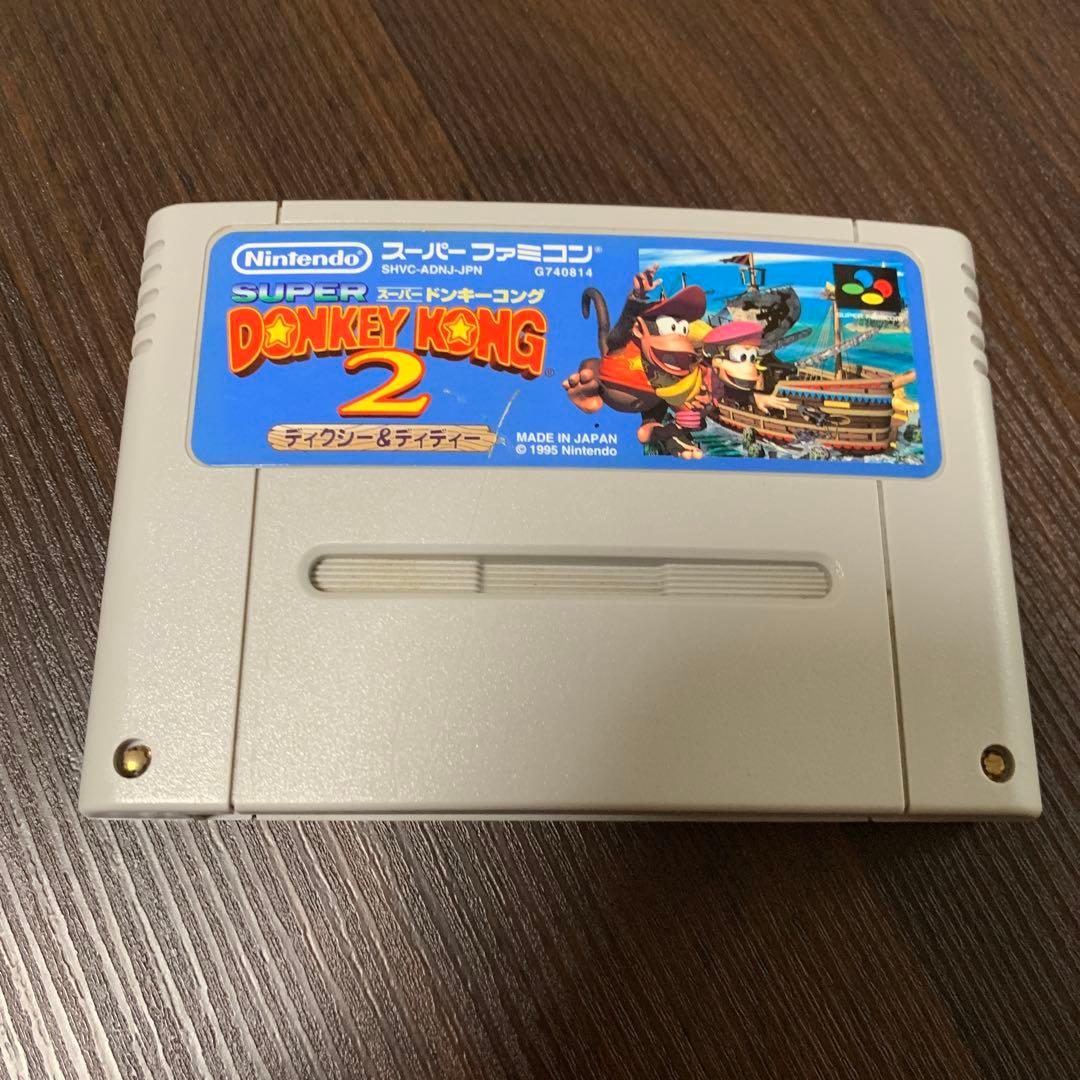 Nintendo スーパーファミコン®
SHVC-ADNJ-JPN G740814
SUPER スーパードンキーコング
DONKEY KONG®
2
ディクシー&ディディー
MADE IN JAPAN
© 1995 Nintendo
SUPER FAMICOM